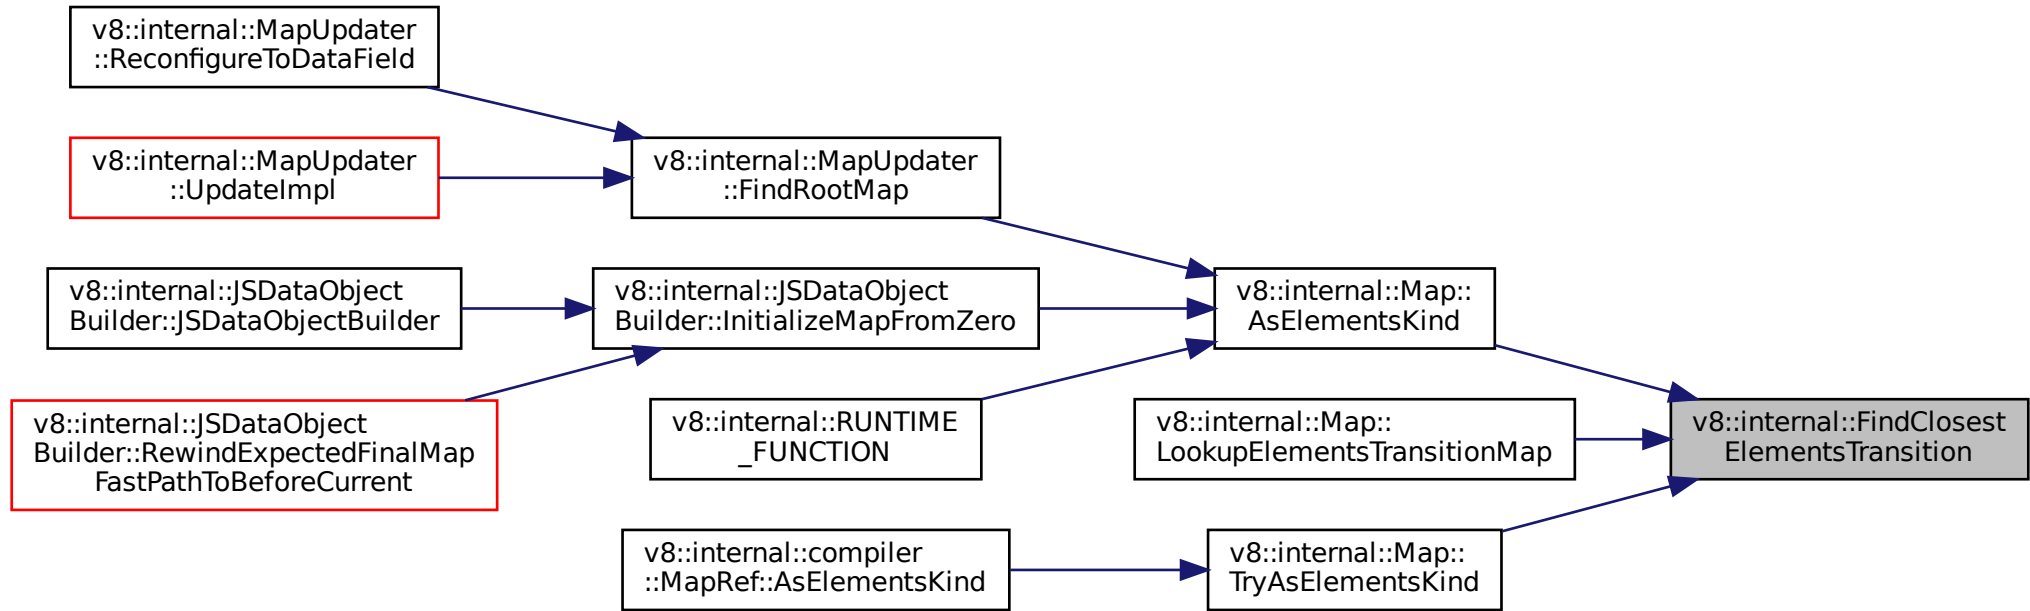 v8::internal::MapUpdater
::ReconfigureToDataField
v8::internal::MapUpdater
::UpdateImpl
v8::internal::MapUpdater
::FindRootMap
v8::internal::JSDataObject
Builder::JSDataObjectBuilder
v8::internal::JSDataObject
Builder::InitializeMapFromZero
v8::internal::Map::
AsElementsKind
v8::internal::JSDataObject
Builder::RewindExpectedFinalMap
FastPathToBeforeCurrent
v8::internal::RUNTIME
_FUNCTION
v8::internal::Map::
LookupElementsTransitionMap
v8::internal::FindClosest
ElementsTransition
v8::internal::compiler
::MapRef::AsElementsKind
v8::internal::Map::
TryAsElementsKind